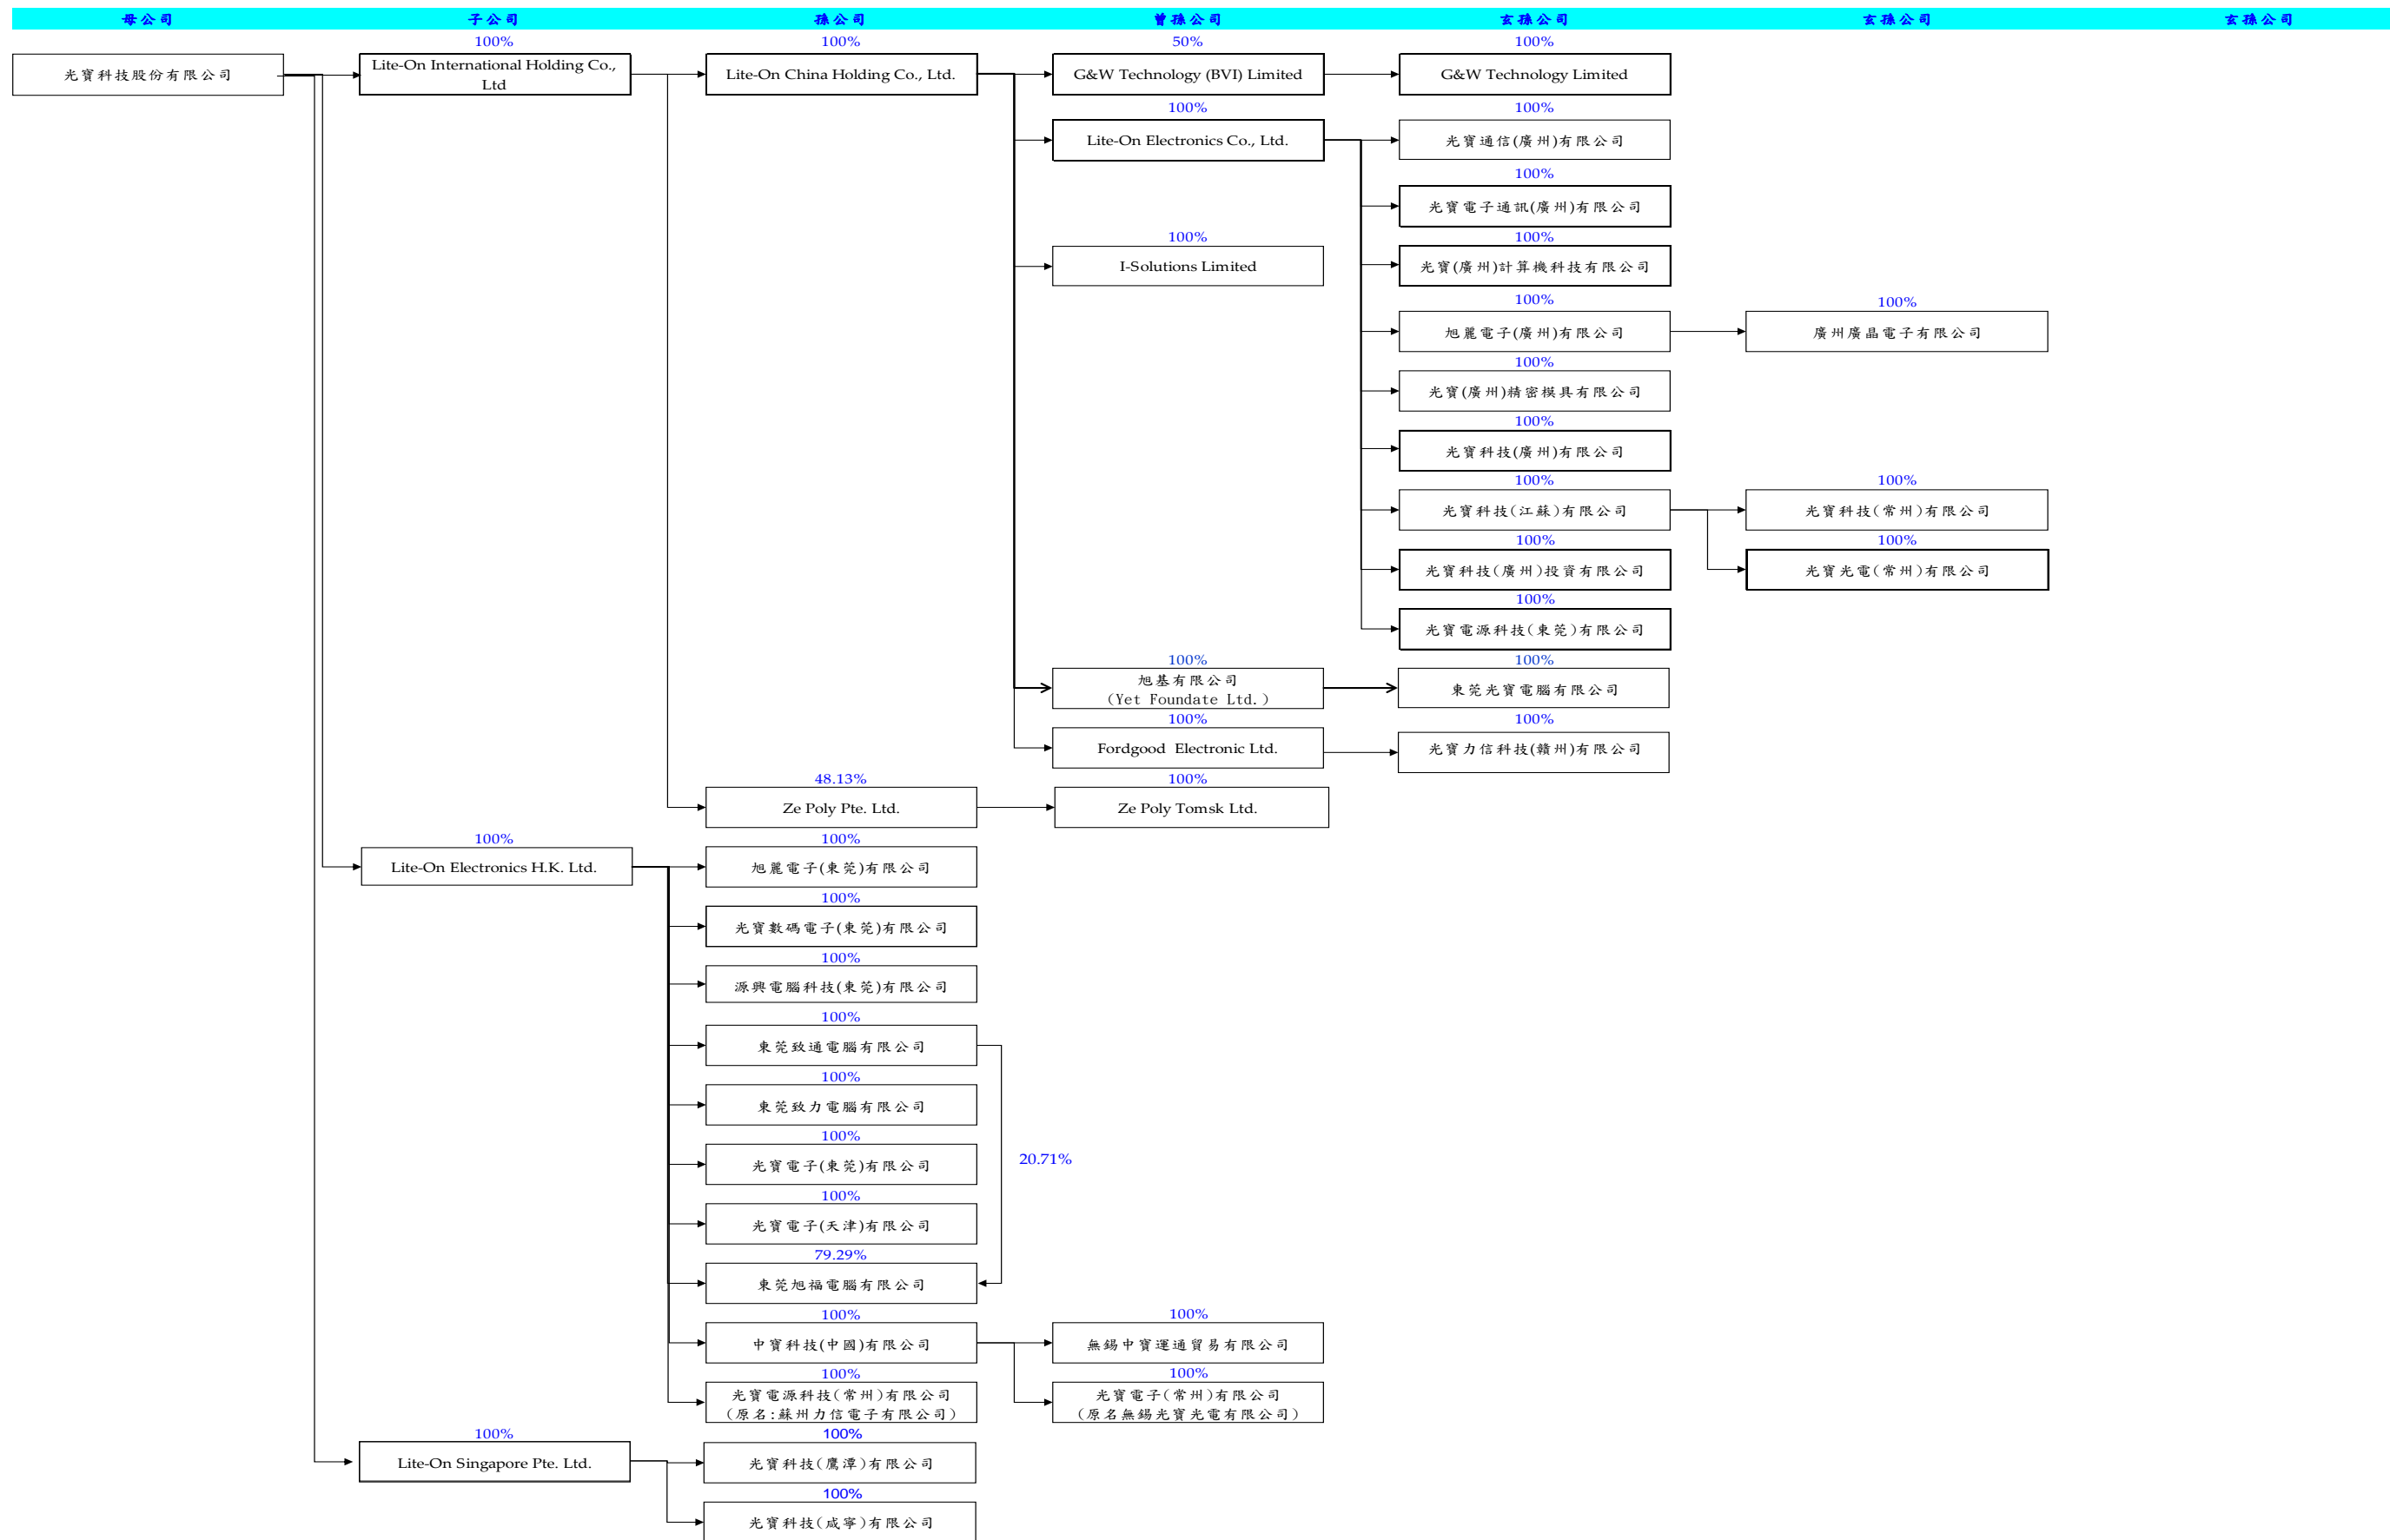 母公司 子公司 孫公司 曾孫公司 玄孫公司 玄孫公司 玄孫公司
100% 100% 50% 100%
光寶科技股份有限公司
Lite-On International Holding Co.,
Ltd
Lite-On China Holding Co., Ltd.
G&W Technology (BVI) Limited
G&W Technology Limited
100% 100%
Lite-On Electronics Co., Ltd.
光寶通信(廣州)有限公司
100%
光寶電子通訊(廣州)有限公司
100% 100%
I-Solutions Limited
光寶(廣州)計算機科技有限公司
100% 100%
旭麗電子(廣州)有限公司
廣州廣晶電子有限公司
100%
光寶(廣州)精密模具有限公司
100%
光寶科技(廣州)有限公司
100% 100%
光寶科技(江蘇)有限公司
光寶科技(常州)有限公司
100% 100%
光寶科技(廣州)投資有限公司
光寶光電(常州)有限公司
100%
光寶電源科技(東莞)有限公司
100% 100%
旭基有限公司
(Yet Foundate Ltd.)
東莞光寶電腦有限公司
100% 100%
Fordgood Electronic Ltd.
光寶力信科技(贛州)有限公司
48.13% 100%
Ze Poly Pte. Ltd.
Ze Poly Tomsk Ltd.
100% 100%
Lite-On Electronics H.K. Ltd.
旭麗電子(東莞)有限公司
100%
光寶數碼電子(東莞)有限公司
100%
源興電腦科技(東莞)有限公司
100%
東莞致通電腦有限公司
100%
東莞致力電腦有限公司
100%
光寶電子(東莞)有限公司
20.71%
100%
光寶電子(天津)有限公司
79.29%
東莞旭福電腦有限公司
100% 100%
中寶科技(中國)有限公司
無錫中寶運通貿易有限公司
100% 100%
光寶電源科技(常州)有限公司
(原名:蘇州力信電子有限公司)
光寶電子(常州)有限公司
(原名無錫光寶光電有限公司)
100% 100%
Lite-On Singapore Pte. Ltd.
光寶科技(鷹潭)有限公司
100%
光寶科技(咸寧)有限公司